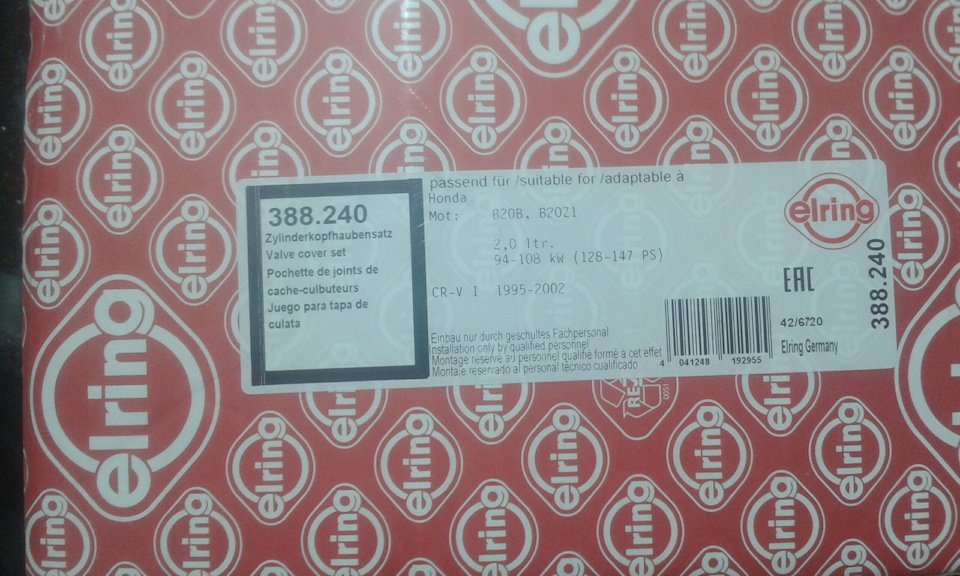 388.240
Zylinderkopfhaubensatz
Valve cover set
Pochette de joints de
cache-culbuteurs
Juego para tapa de
culata
passend für /suitable for /adaptable à
Honda
Mot: B20B, B20Z1
2,0 ltr.
94-108 kW (128-147 PS)
CR-V I 1995-2002
Einbau nur durch geschultes Fachpersonal
Installation only by qualified personnel
Montage réservé au personnel qualifié formé à cet effet
Montaje reservado al personal técnico cualificado
4 041248 192955
elring
EAC
42/6720
Elring Germany
388.240
elring
RESY
0051